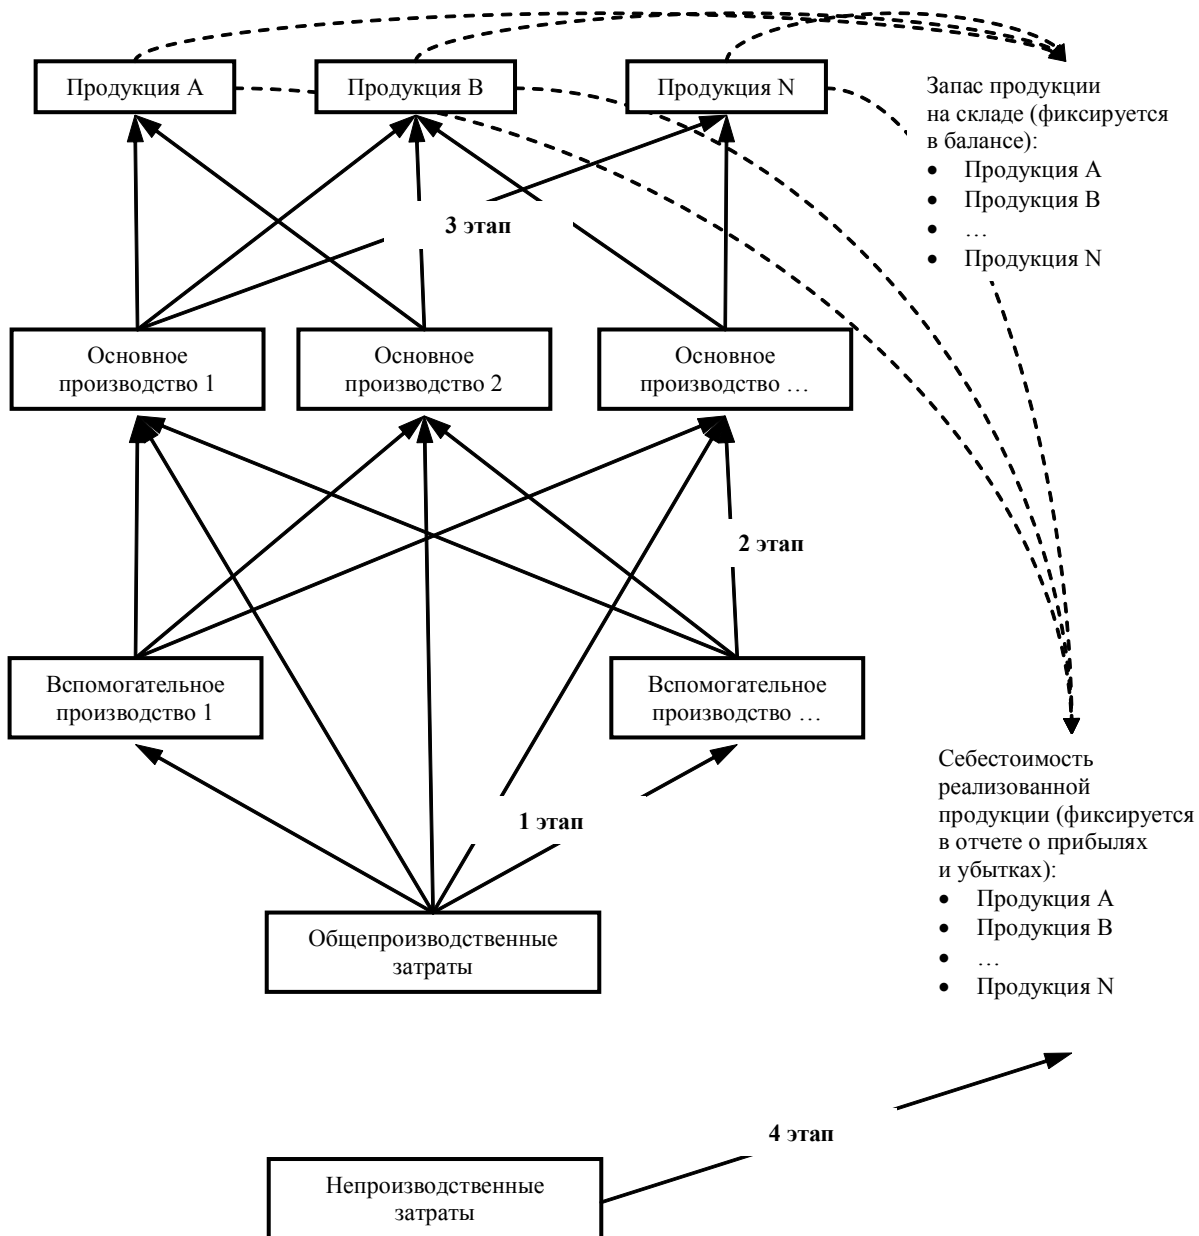 Продукция А
Продукция В
Продукция N
Запас продукции
на складе (фиксируется
в балансе):
• Продукция А
• Продукция В
• …
• Продукция N
3 этап
Основное
производство 1
Основное
производство 2
Основное
производство …
2 этап
Вспомогательное
производство 1
Вспомогательное
производство …
Себестоимость
реализованной
продукции (фиксируется
в отчете о прибылях
и убытках):
• Продукция А
• Продукция В
• …
• Продукция N
1 этап
Общепроизводственные
затраты
4 этап
Непроизводственные
затраты